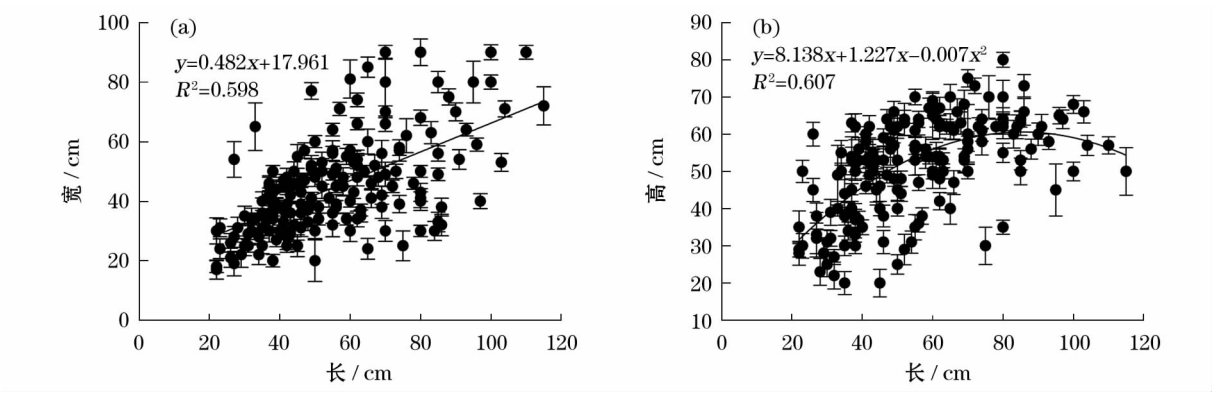 (a)
y=0.482x+17.961
R²=0.598
100
80
60
40
20
0
宽 / cm
0 20 40 60 80 100 120
长 / cm
(b)
y=8.138x+1.227x−0.007x²
R²=0.607
90
80
70
60
50
40
30
20
10
高 / cm
0 20 40 60 80 100 120
长 / cm